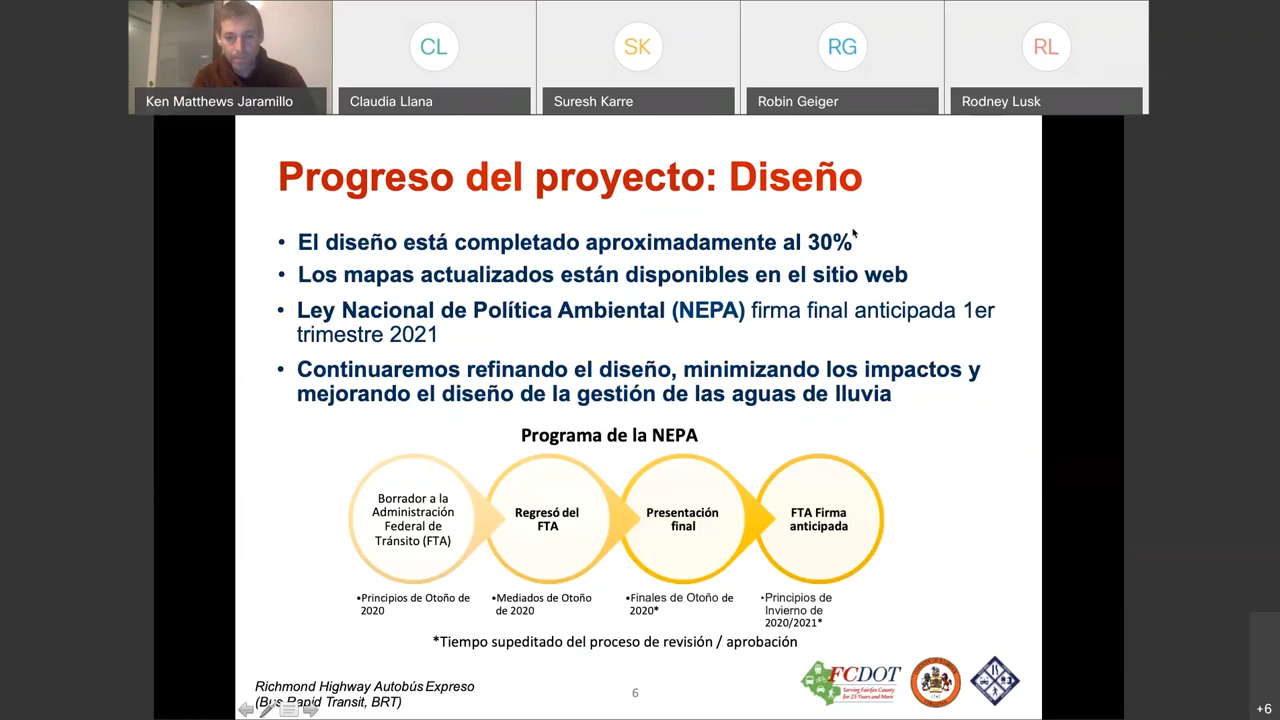 CL
SK
RG
RL
Ken Matthews Jaramillo
Claudia Llana
Suresh Karre
Robin Geiger
Rodney Lusk
Progreso del proyecto: Diseño
• El diseño está completado aproximadamente al 30%
• Los mapas actualizados están disponibles en el sitio web
• Ley Nacional de Política Ambiental (NEPA) firma final anticipada 1er
trimestre 2021
• Continuaremos refinando el diseño, minimizando los impactos y
mejorando el diseño de la gestión de las aguas de lluvia
Programa de la NEPA
Borrador a la
Administración
Federal de
Tránsito (FTA)
Regresó del
FTA
Presentación
final
FTA Firma
anticipada
•Principios de Otoño de
2020
•Mediados de Otoño
de 2020
•Finales de Otoño de
2020*
•Principios de
Invierno de
2020/2021*
*Tiempo supeditado del proceso de revisión / aprobación
Richmond Highway Autobús Expreso
(Bus Rapid Transit, BRT)
6
FCDOT
Serving Fairfax County
for 25 Years and More
+6